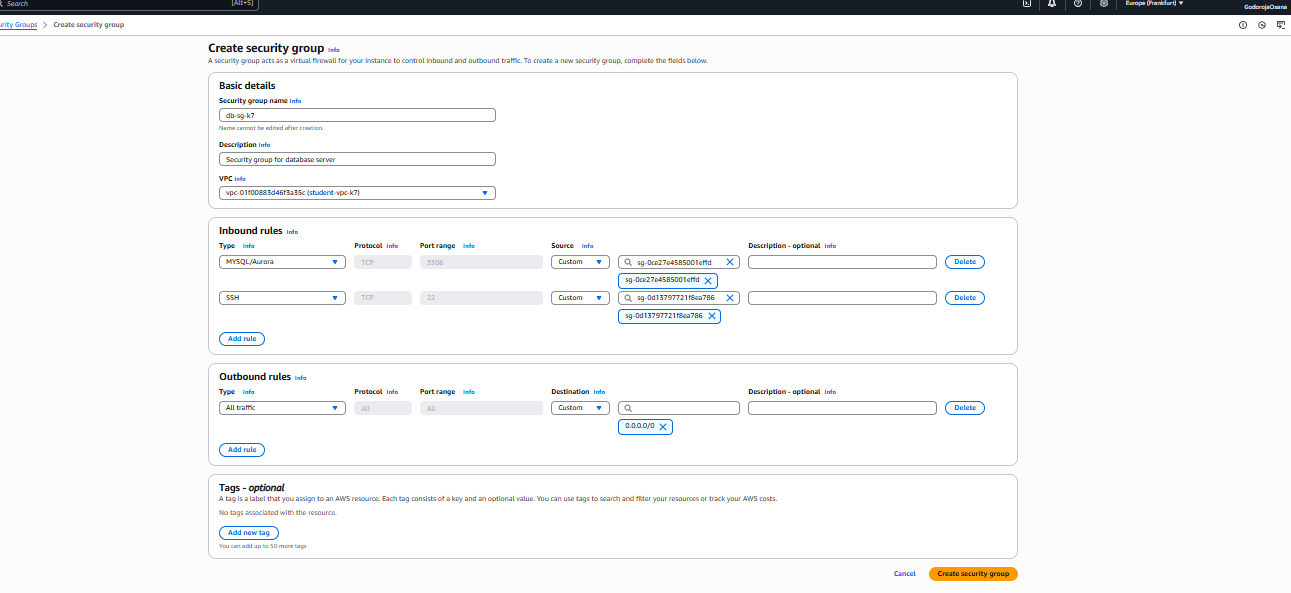 Search [Alt+S] Europe (Frankfurt) GodorojaOxana
urity Groups > Create security group
Create security group Info
A security group acts as a virtual firewall for your instance to control inbound and outbound traffic. To create a new security group, complete the fields below.
Basic details
Security group name Info
db-sg-k7
Name cannot be edited after creation.
Description Info
Security group for database server
VPC Info
vpc-01f00883d46f3a35c (student-vpc-k7)
Inbound rules Info
Type Info Protocol Info Port range Info Source Info Description - optional Info
MYSQL/Aurora TCP 3306 Custom sg-0ce27e4585001effd Delete
sg-0ce27e4585001effd
SSH TCP 22 Custom sg-0d13797721f8ea786 Delete
sg-0d13797721f8ea786
Add rule
Outbound rules Info
Type Info Protocol Info Port range Info Destination Info Description - optional Info
All traffic All All Custom Delete
0.0.0.0/0
Add rule
Tags - optional
A tag is a label that you assign to an AWS resource. Each tag consists of a key and an optional value. You can use tags to search and filter your resources or track your AWS costs.
No tags associated with the resource.
Add new tag
You can add up to 50 more tags
Cancel Create security group